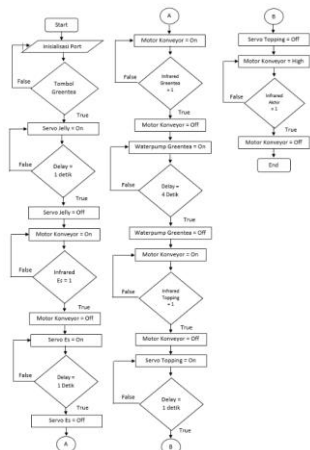 Start
Inisialisasi Port
False
Tombol
Greentea
True
Servo Jelly = On
False
Delay =
1 detik
True
Servo Jelly = Off
Motor Konveyor = On
False
Infrared
Es = 1
True
Motor Konveyor = Off
Servo Es = On
False
Delay =
1 Detik
True
Servo Es = Off
A
A
Motor Konveyor = On
False
Infrared
Greentea
= 1
True
Motor Konveyor = Off
Waterpump Greentea = On
False
Delay =
4 Detik
True
Waterpump Greentea = Off
Motor Konveyor = On
False
Infrared
Topping
= 1
True
Motor Konveyor = Off
Servo Topping = On
False
Delay =
1 detik
True
B
B
Servo Topping = Off
Motor Konveyor = High
False
Infrared
= 1
True
Motor Konveyor = Off
End